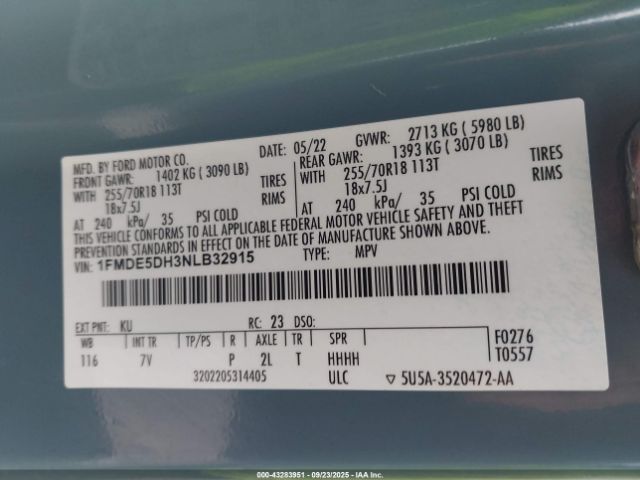 MFD. BY FORD MOTOR CO.
DATE: 05/22 GVWR: 2713 KG ( 5980 LB)
FRONT GAWR: 1402 KG ( 3090 LB)
REAR GAWR: 1393 KG ( 3070 LB)
WITH 255/70R18 113T TIRES
WITH 255/70R18 113T TIRES
18x7.5J RIMS
18x7.5J RIMS
AT 240 kPa/ 35 PSI COLD
AT 240 kPa/ 35 PSI COLD
THIS VEHICLE CONFORMS TO ALL APPLICABLE FEDERAL MOTOR VEHICLE SAFETY AND THEFT
PREVENTION STANDARDS IN EFFECT ON THE DATE OF MANUFACTURE SHOWN ABOVE.
1FMDE5DH3NLB32915 TYPE: MPV
EXT PNT: KU RC: 23 DSO:
WB INT TR TP/PS R AXLE TR SPR F0276
116 7V P 2L T HHHH T0557
3202205314405 ULC ▽ 5U5A-3520472-AA
000-43283951 - 09/23/2025 - IAAI Inc.